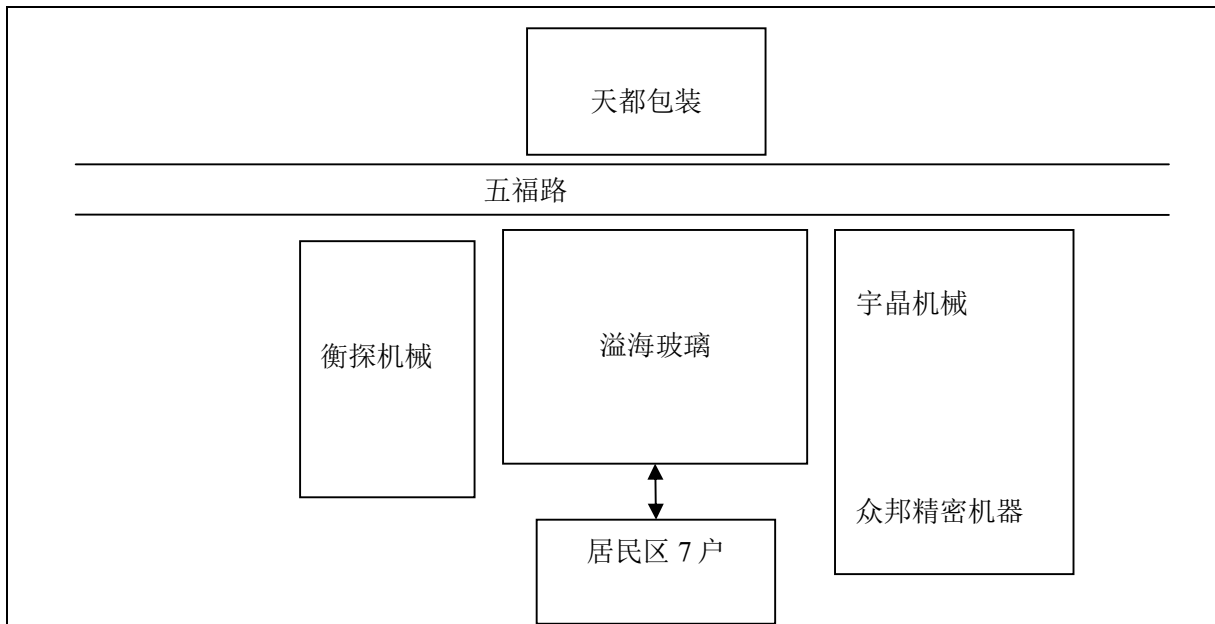 天都包装
五福路
衡探机械
溢海玻璃
宇晶机械
众邦精密机器
居民区 7 户